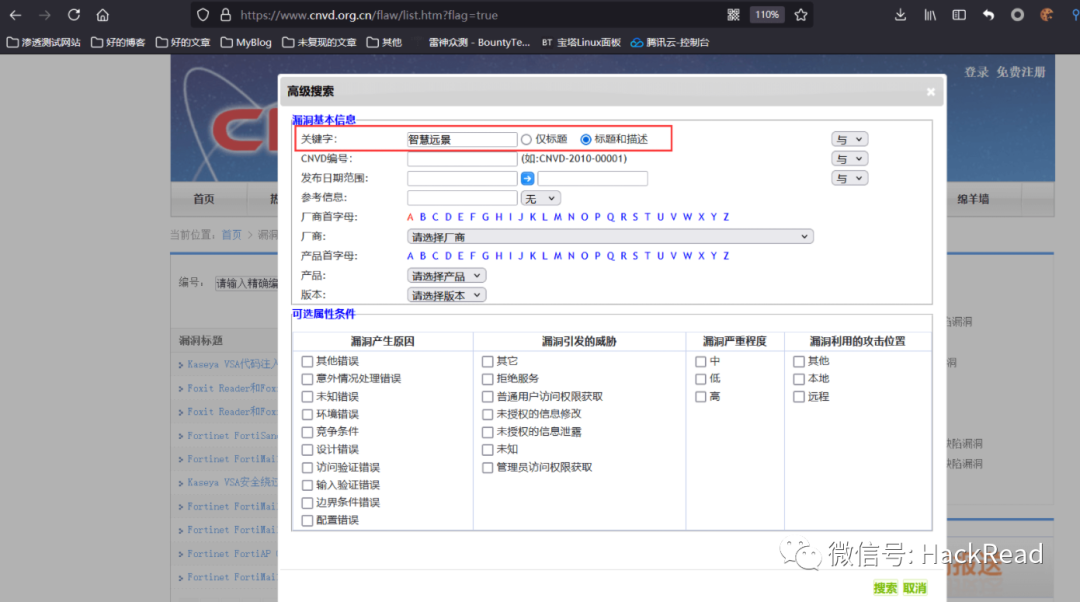 https://www.cnvd.org.cn/flaw/list.htm?flag=true 110%
渗透测试网站 好的博客 好的文章 MyBlog 未复现的文章 其他 雷神众测 - BountyTe... BT 宝塔Linux面板 腾讯云-控制台
登录 免费注册
高级搜索
漏洞基本信息
关键字: 智慧远景 仅标题 标题和描述 与
CNVD编号: (如:CNVD-2010-00001) 与
发布日期范围: 与
参考信息: 无
首页 绵羊墙
厂商首字母: A B C D E F G H I J K L M N O P Q R S T U V W X Y Z
当前位置: 首页 >
厂商: 请选择厂商
产品首字母: A B C D E F G H I J K L M N O P Q R S T U V W X Y Z
产品: 请选择产品
编号, 请输入精确编
版本: 请选择版本
可选属性条件
漏洞标题
漏洞产生原因 漏洞引发的威胁 漏洞严重程度 漏洞利用的攻击位置
其他错误 其它 中 其他
意外情况处理错误 拒绝服务 低 本地
未知错误 普通用户访问权限获取 高 远程
环境错误 未授权的信息修改
竞争条件 未授权的信息泄露
设计错误 未知
访问验证错误 管理员访问权限获取
输入验证错误
边界条件错误
配置错误
Kaseya VSA代码注入
Foxit Reader和Fox
Foxit Reader和Fox
Fortinet FortiSan
Fortinet FortiMai
Kaseya VSA安全绕过
Fortinet FortiMai
Fortinet FortiMai
Fortinet FortiAP
Fortinet FortiMai
陷漏洞
陷漏洞
微信号: HackRead
报送
搜索 取消